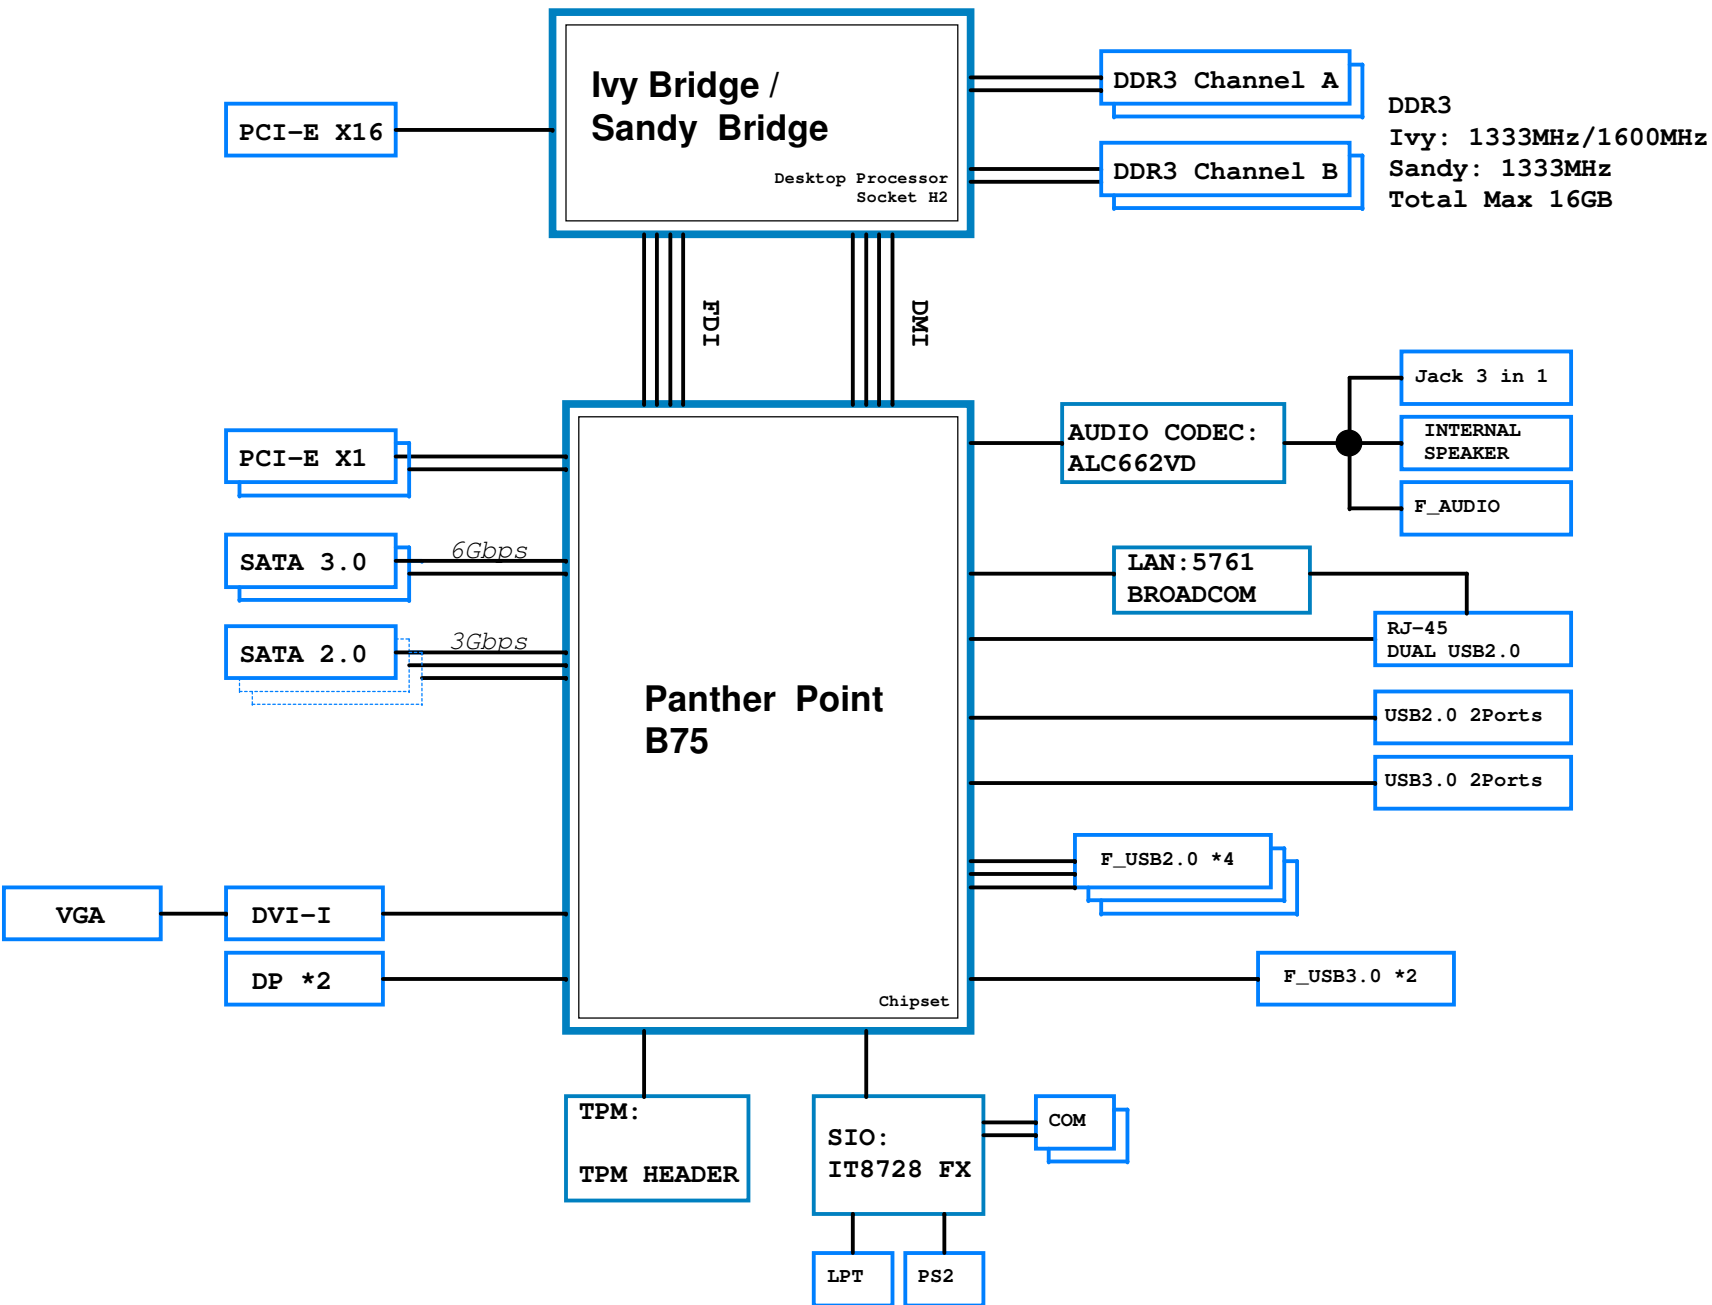 Ivy Bridge /
Sandy Bridge
Desktop Processor
Socket H2
PCI-E X16
DDR3 Channel A
DDR3 Channel B
DDR3
Ivy: 1333MHz/1600MHz
Sandy: 1333MHz
Total Max 16GB
FDI
DMI
PCI-E X1
SATA 3.0
6Gbps
SATA 2.0
3Gbps
Panther Point
B75
Chipset
AUDIO CODEC:
ALC662VD
Jack 3 in 1
INTERNAL
SPEAKER
F_AUDIO
LAN:5761
BROADCOM
RJ-45
DUAL USB2.0
USB2.0 2Ports
USB3.0 2Ports
F_USB2.0 *4
F_USB3.0 *2
VGA
DVI-I
DP *2
TPM:
TPM HEADER
SIO:
IT8728 FX
COM
LPT
PS2